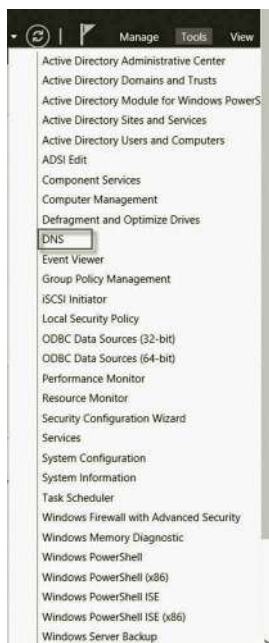 Manage Tools View
Active Directory Administrative Center
Active Directory Domains and Trusts
Active Directory Module for Windows PowerS
Active Directory Sites and Services
Active Directory Users and Computers
ADSI Edit
Component Services
Computer Management
Defragment and Optimize Drives
DNS
Event Viewer
Group Policy Management
iSCSI Initiator
Local Security Policy
ODBC Data Sources (32-bit)
ODBC Data Sources (64-bit)
Performance Monitor
Resource Monitor
Security Configuration Wizard
Services
System Configuration
System Information
Task Scheduler
Windows Firewall with Advanced Security
Windows Memory Diagnostic
Windows PowerShell
Windows PowerShell (x86)
Windows PowerShell ISE
Windows PowerShell ISE (x86)
Windows Server Backup